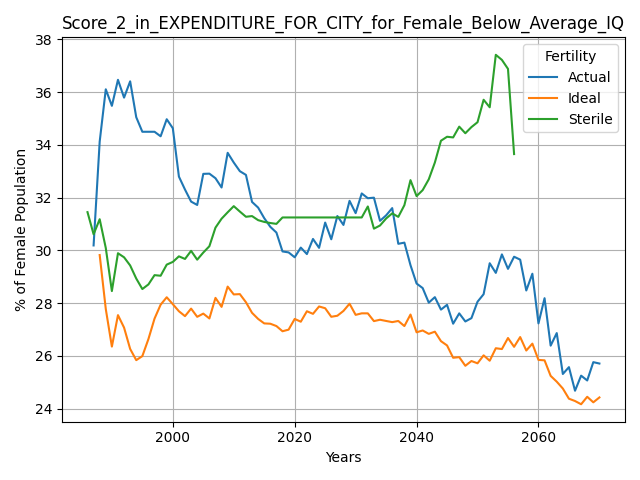 Score_2_in_EXPENDITURE_FOR_CITY_for_Female_Below_Average_IQ
38
36
34
32
30
28
26
24
% of Female Population
Fertility
Actual
Ideal
Sterile
2000 2020 2040 2060
Years